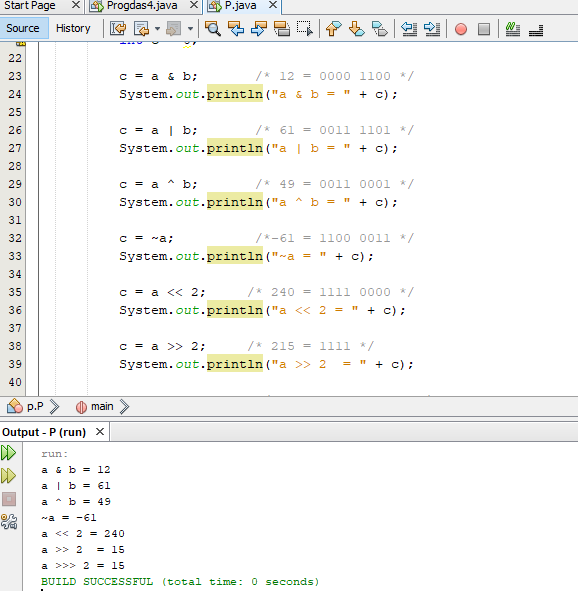 Start Page Progdas4.java P.java
Source History
22
23 c = a & b; /* 12 = 0000 1100 */
24 System.out.println("a & b = " + c);
25
26 c = a | b; /* 61 = 0011 1101 */
27 System.out.println("a | b = " + c);
28
29 c = a ^ b; /* 49 = 0011 0001 */
30 System.out.println("a ^ b = " + c);
31
32 c = ~a; /*-61 = 1100 0011 */
33 System.out.println("~a = " + c);
34
35 c = a << 2; /* 240 = 1111 0000 */
36 System.out.println("a << 2 = " + c);
37
38 c = a >> 2; /* 215 = 1111 */
39 System.out.println("a >> 2  = " + c);
40
p.P main
Output - P (run)
run:
a & b = 12
a | b = 61
a ^ b = 49
~a = -61
a << 2 = 240
a >> 2  = 15
a >>> 2 = 15
BUILD SUCCESSFUL (total time: 0 seconds)